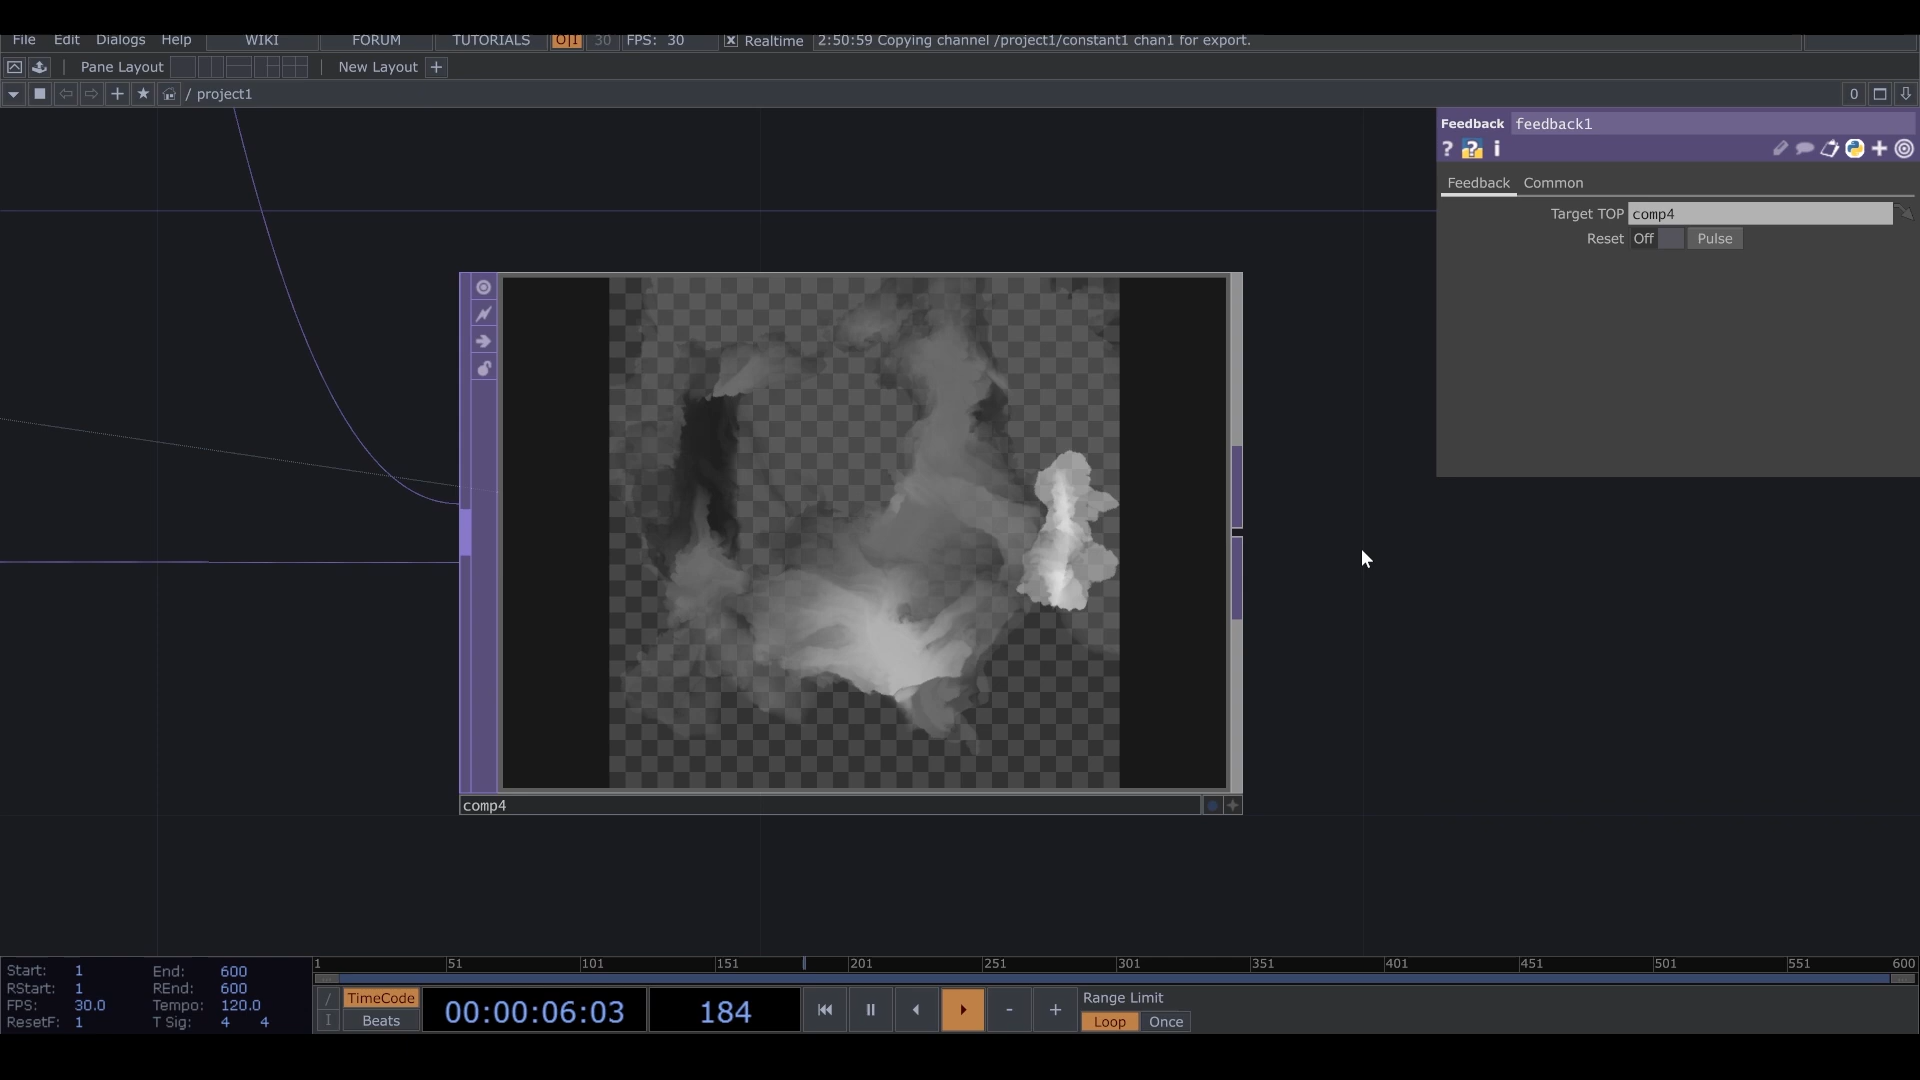 File Edit Dialogs Help WIKI FORUM TUTORIALS O|I 30 FPS: 30 Realtime 2:50:59 Copying channel /project1/constant1 chan1 for export.
Pane Layout New Layout +
/ project1 0
Feedback feedback1
? ? i
Feedback Common
Target TOP comp4
Reset Off Pulse
comp4
1 51 101 151 201 251 301 351 401 451 501 551 600
Start: 1 End: 600
RStart: 1 REnd: 600
FPS: 30.0 Tempo: 120.0
ResetF: 1 T Sig: 4 4
/ TimeCode
I Beats
00:00:06:03 184 - +
Range Limit
Loop Once